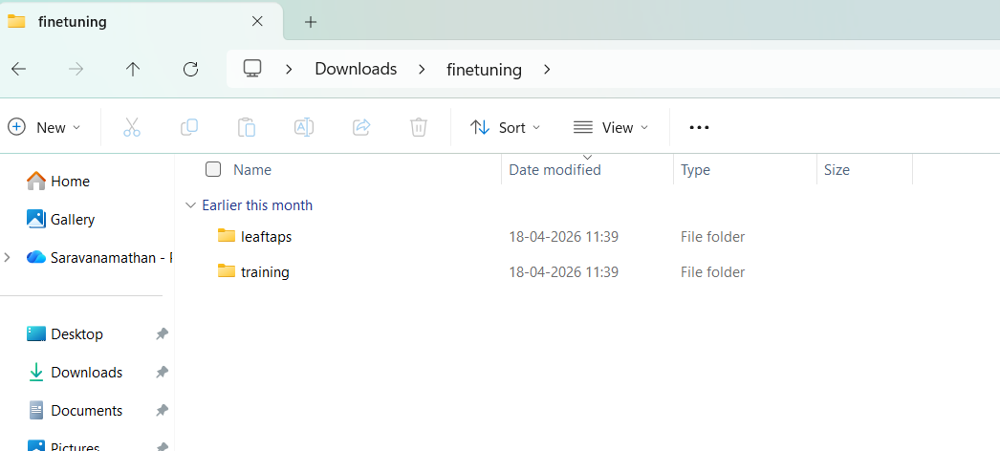 finetuning
Downloads > finetuning >
New
Sort
View
Name Date modified Type Size
Earlier this month
leaftaps 18-04-2026 11:39 File folder
training 18-04-2026 11:39 File folder
Home
Gallery
Saravanamathan -
Desktop
Downloads
Documents
Pictures